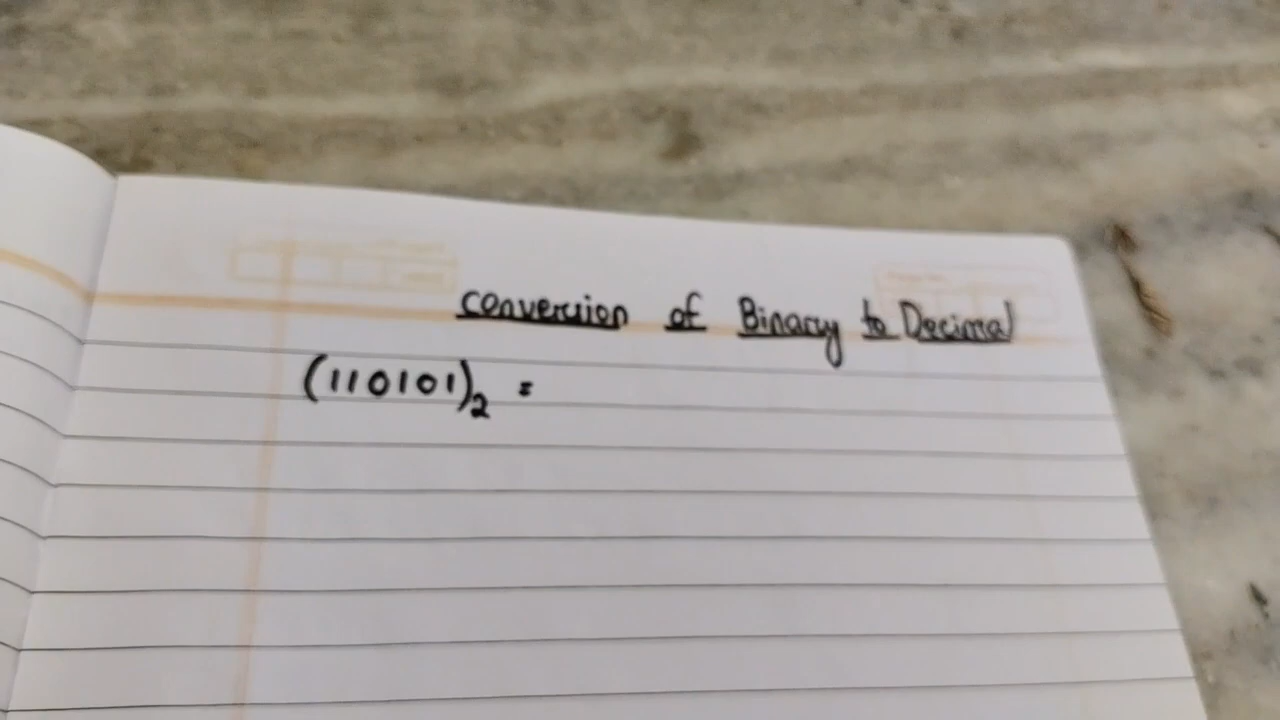 Conversion of Binary to Decimal
(110101)₂ =